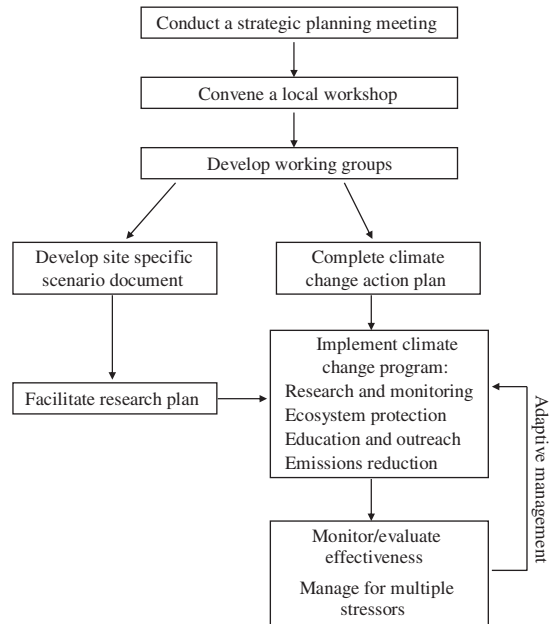 Conduct a strategic planning meeting
Convene a local workshop
Develop working groups
Develop site specific
scenario document
Complete climate
change action plan
Facilitate research plan
Implement climate
change program:
Research and monitoring
Ecosystem protection
Education and outreach
Emissions reduction
Adaptive management
Monitor/evaluate
effectiveness
Manage for multiple
stressors